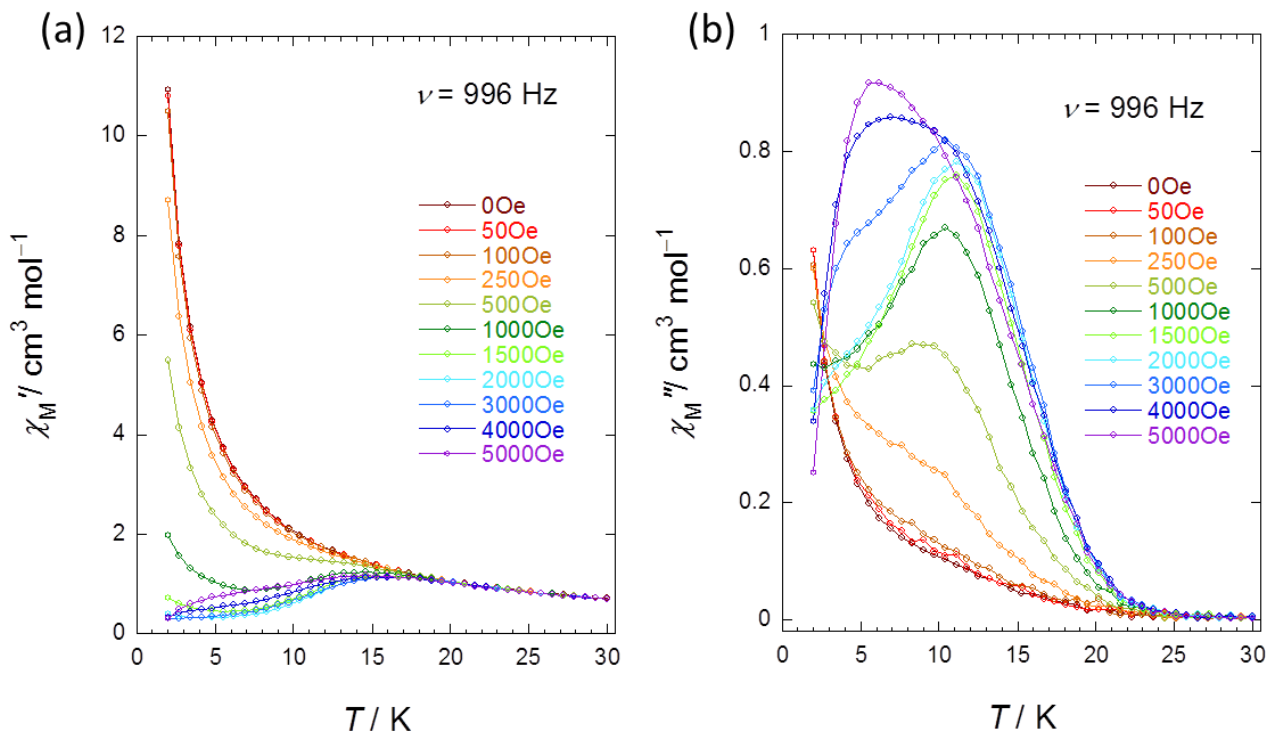 (a)
12
10
8
6
4
2
0
0 5 10 15 20 25 30
χM′/ cm3 mol−1
T / K
ν = 996 Hz
0Oe
50Oe
100Oe
250Oe
500Oe
1000Oe
1500Oe
2000Oe
3000Oe
4000Oe
5000Oe
(b)
1
0.8
0.6
0.4
0.2
0
0 5 10 15 20 25 30
χM″/ cm3 mol−1
T / K
ν = 996 Hz
0Oe
50Oe
100Oe
250Oe
500Oe
1000Oe
1500Oe
2000Oe
3000Oe
4000Oe
5000Oe